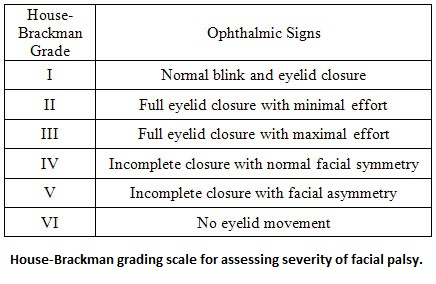 House-
Brackman
Grade
Ophthalmic Signs
I
Normal blink and eyelid closure
II
Full eyelid closure with minimal effort
III
Full eyelid closure with maximal effort
IV
Incomplete closure with normal facial symmetry
V
Incomplete closure with facial asymmetry
VI
No eyelid movement
House-Brackman grading scale for assessing severity of facial palsy.